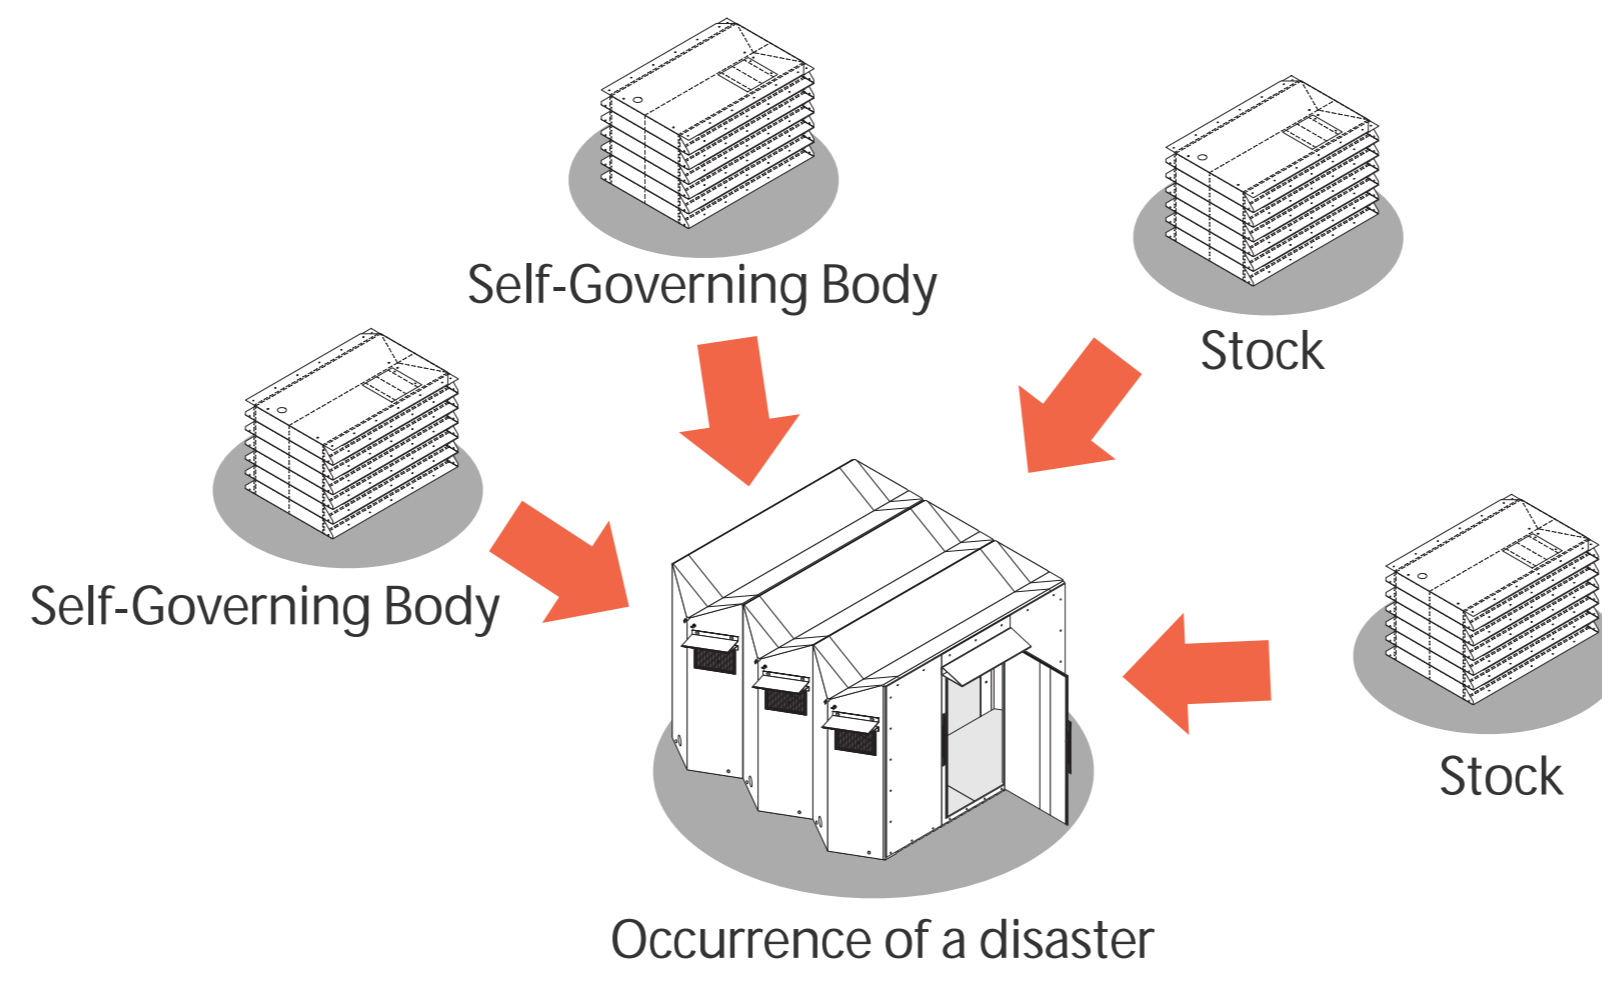 Self-Governing Body
Stock
Self-Governing Body
Stock
Occurrence of a disaster